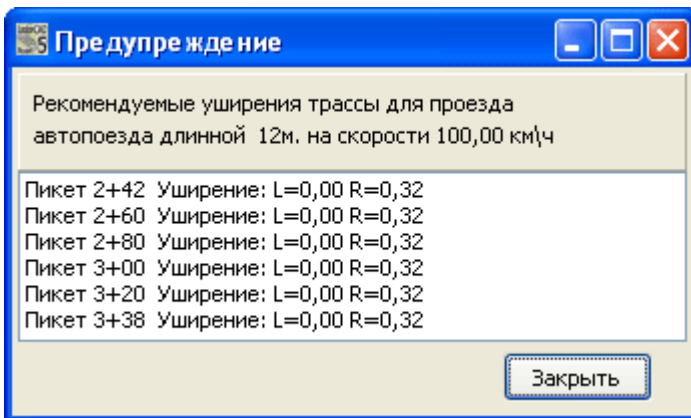 Предупреждение
Рекомендуемые уширения трассы для проезда
автопоезда длинной 12м. на скорости 100,00 км\ч
Пикет 2+42 Уширение: L=0,00 R=0,32
Пикет 2+60 Уширение: L=0,00 R=0,32
Пикет 2+80 Уширение: L=0,00 R=0,32
Пикет 3+00 Уширение: L=0,00 R=0,32
Пикет 3+20 Уширение: L=0,00 R=0,32
Пикет 3+38 Уширение: L=0,00 R=0,32
Закрыть